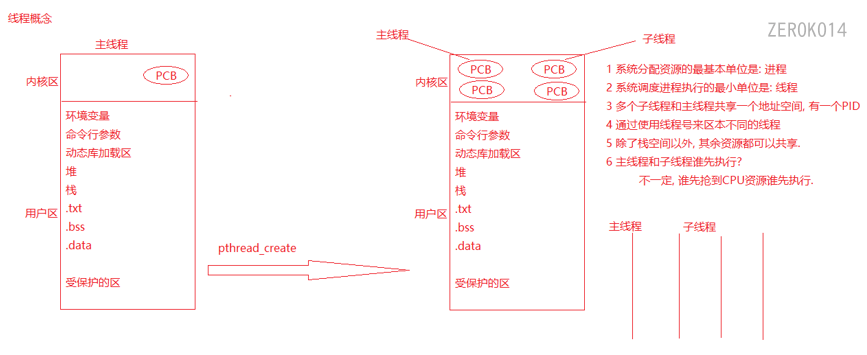 线程概念
ZER0K014
主线程
内核区
PCB
环境变量
命令行参数
动态库加载区
堆
栈
用户区
.txt
.bss
.data
受保护的区
pthread_create
主线程
子线程
内核区
PCB
PCB
PCB
PCB
环境变量
命令行参数
动态库加载区
堆
栈
用户区
.txt
.bss
.data
受保护的区
1 系统分配资源的最基本单位是: 进程
2 系统调度进程执行的最小单位是: 线程
3 多个子线程和主线程共享一个地址空间, 有一个PID
4 通过使用线程号来区本不同的线程
5 除了栈空间以外, 其余资源都可以共享.
6 主线程和子线程谁先执行?
不一定, 谁先抢到CPU资源谁先执行.
主线程
子线程